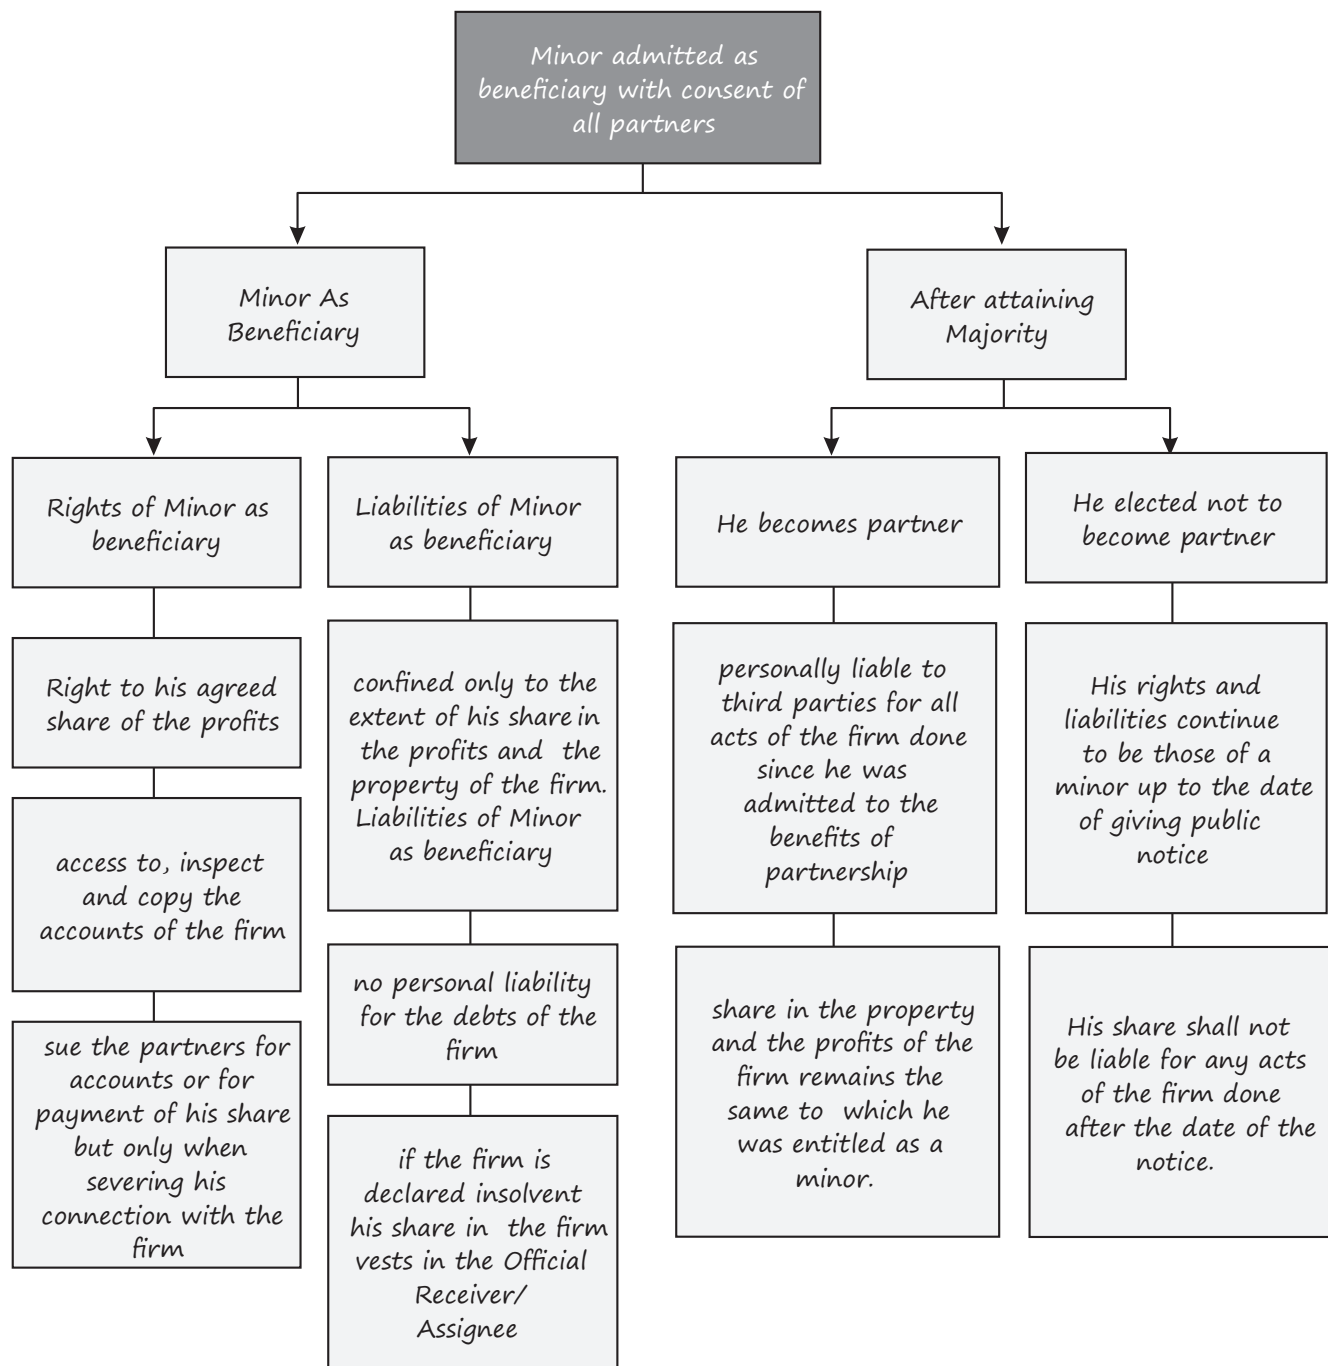 Minor admitted as
beneficiary with consent of
all partners
Minor As
Beneficiary
After attaining
Majority
Rights of Minor as
beneficiary
Liabilities of Minor
as beneficiary
He becomes partner
He elected not to
become partner
Right to his agreed
share of the profits
access to, inspect
and copy the
accounts of the firm
sue the partners for
accounts or for
payment of his share
but only when
severing his
connection with the
firm
confined only to the
extent of his share in
the profits and the
property of the firm.
Liabilities of Minor
as beneficiary
no personal liability
for the debts of the
firm
if the firm is
declared insolvent
his share in the firm
vests in the Official
Receiver/
Assignee
personally liable to
third parties for all
acts of the firm done
since he was
admitted to the
benefits of
partnership
share in the property
and the profits of the
firm remains the
same to which he
was entitled as a
minor.
His rights and
liabilities continue
to be those of a
minor up to the date
of giving public
notice
His share shall not
be liable for any acts
of the firm done
after the date of the
notice.